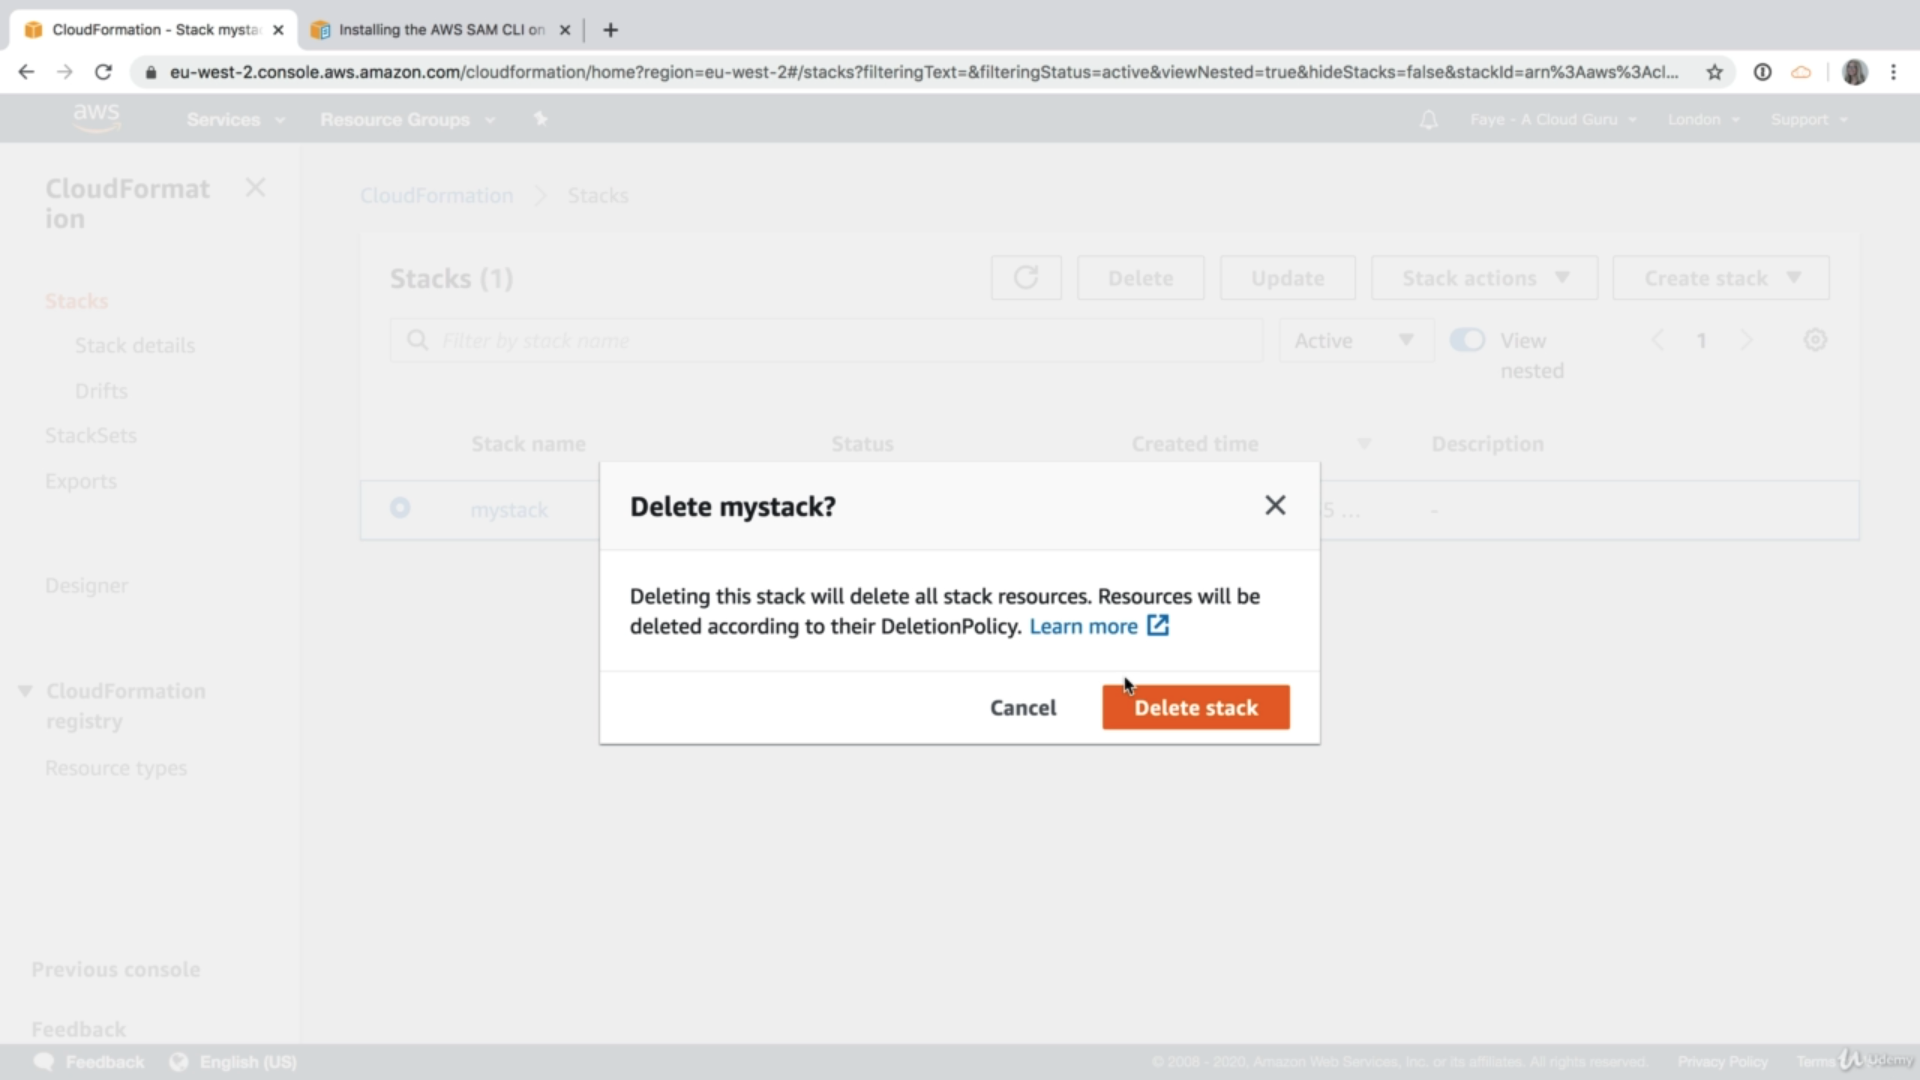 CloudFormation - Stack mysta
Installing the AWS SAM CLI on
eu-west-2.console.aws.amazon.com/cloudformation/home?region=eu-west-2#/stacks?filteringText=&filteringStatus=active&viewNested=true&hideStacks=false&stackId=arn%3Aaws%3Acl...
aws
Services
Resource Groups
Faye - A Cloud Guru
London
Support
CloudFormat
ion
CloudFormation
Stacks
Stacks (1)
Delete
Update
Stack actions
Create stack
Stacks
Filter by stack name
Active
View
nested
1
Stack details
Drifts
StackSets
Exports
Stack name
Status
Created time
Description
mystack
5 ...
-
Delete mystack?
Deleting this stack will delete all stack resources. Resources will be
deleted according to their DeletionPolicy. Learn more
Cancel
Delete stack
Designer
CloudFormation
registry
Resource types
Previous console
Feedback
Feedback
English (US)
© 2008 - 2020, Amazon Web Services, Inc. or its affiliates. All rights reserved.
Privacy Policy
Terms
Udemy